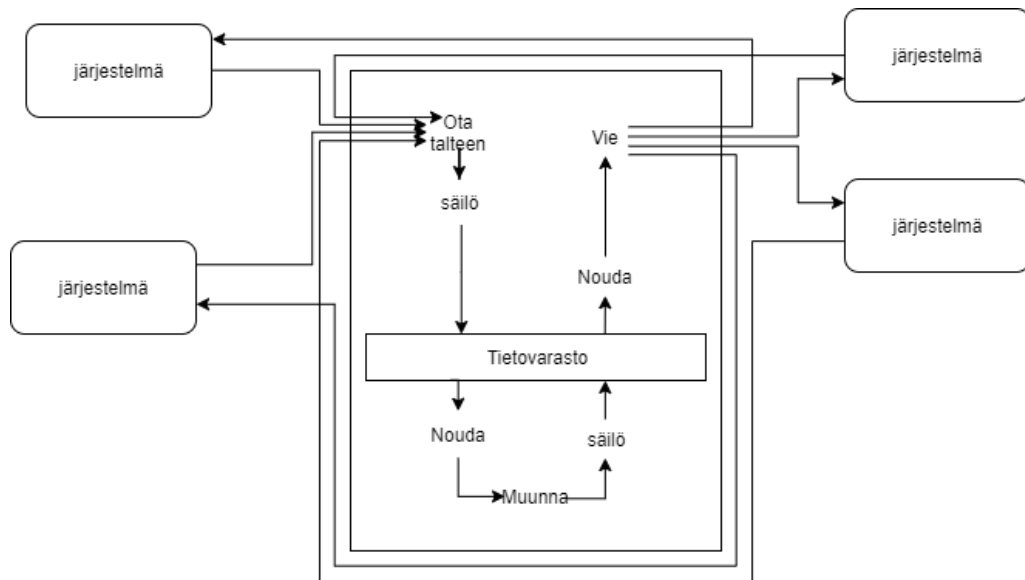 järjestelmä
järjestelmä
Ota
talteen
Vie
säilö
järjestelmä
Nouda
järjestelmä
Tietovarasto
Nouda
säilö
Muunna